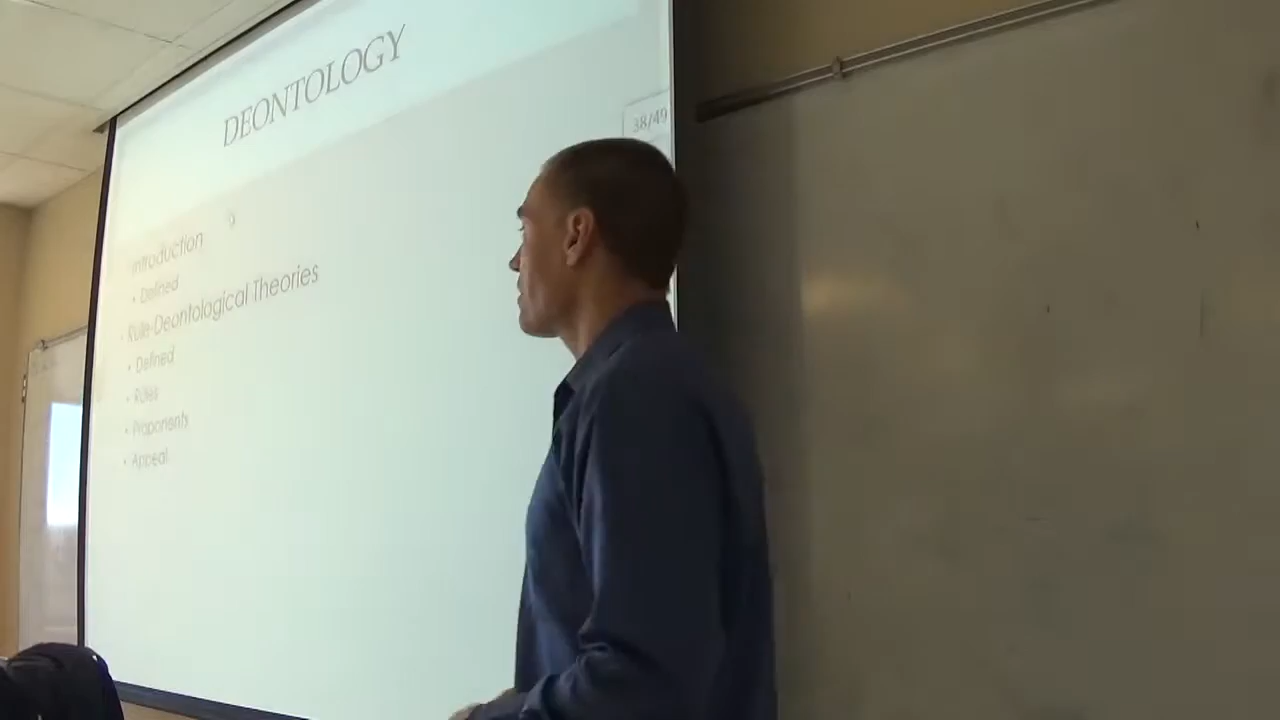 DEONTOLOGY
38/49
Introduction
• Defined
Rule-Deontological Theories
• Defined
• Rules
• Proponents
• Appeal